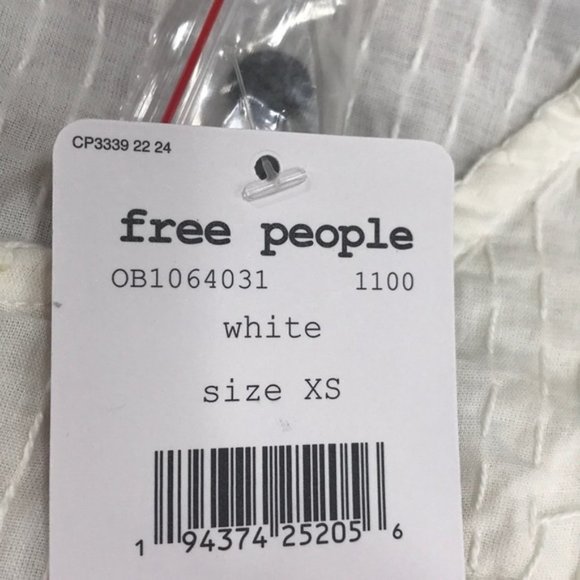 CP3339 22 24
free people
OB1064031 1100
white
size XS
1 94374 25205 6